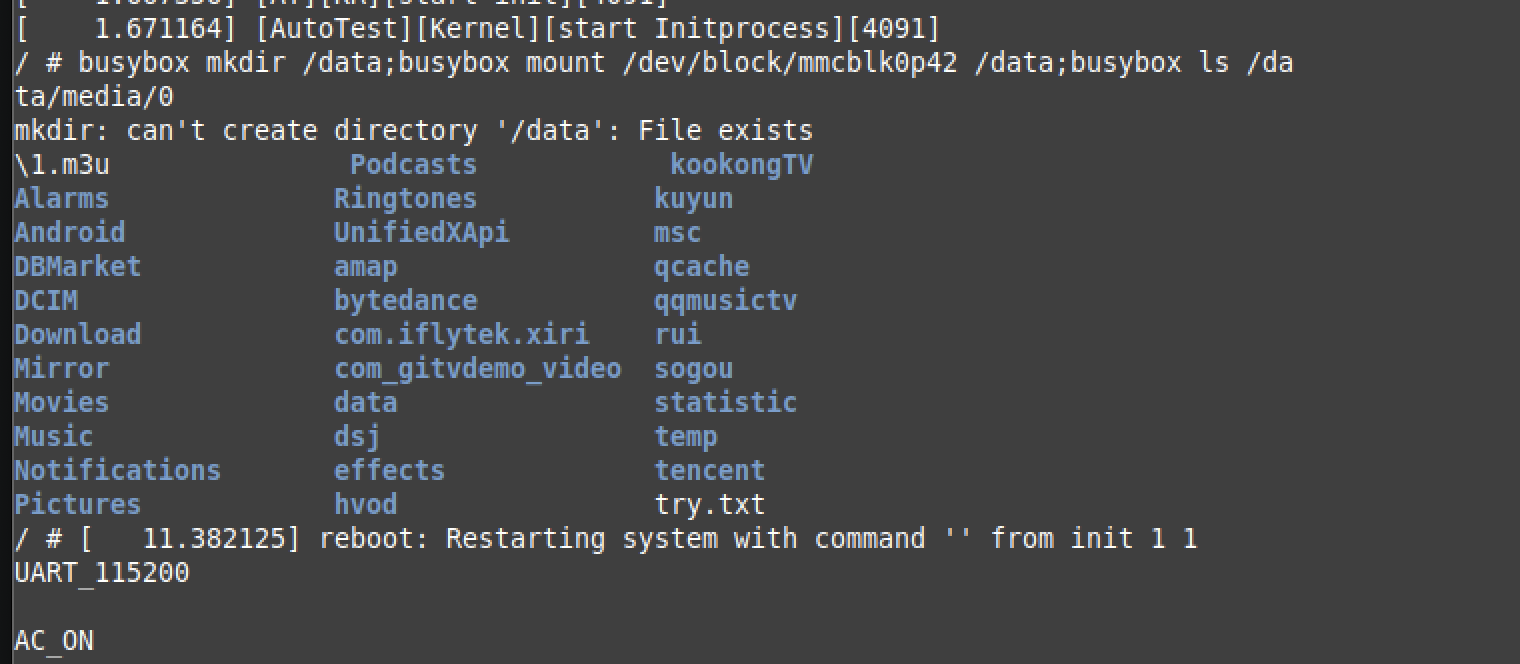 [    1.671164] [AutoTest][Kernel][start Initprocess][4091]
/ # busybox mkdir /data;busybox mount /dev/block/mmcblk0p42 /data;busybox ls /da
ta/media/0
mkdir: can't create directory '/data': File exists
\1.m3u               Podcasts            kookongTV
Alarms              Ringtones           kuyun
Android             UnifiedXApi         msc
DBMarket            amap                qcache
DCIM                bytedance           qqmusictv
Download            com.iflytek.xiri    rui
Mirror              com_gitvdemo_video  sogou
Movies              data                statistic
Music               dsj                 temp
Notifications       effects             tencent
Pictures            hvod                try.txt
/ # [   11.382125] reboot: Restarting system with command '' from init 1 1
UART_115200
AC_ON